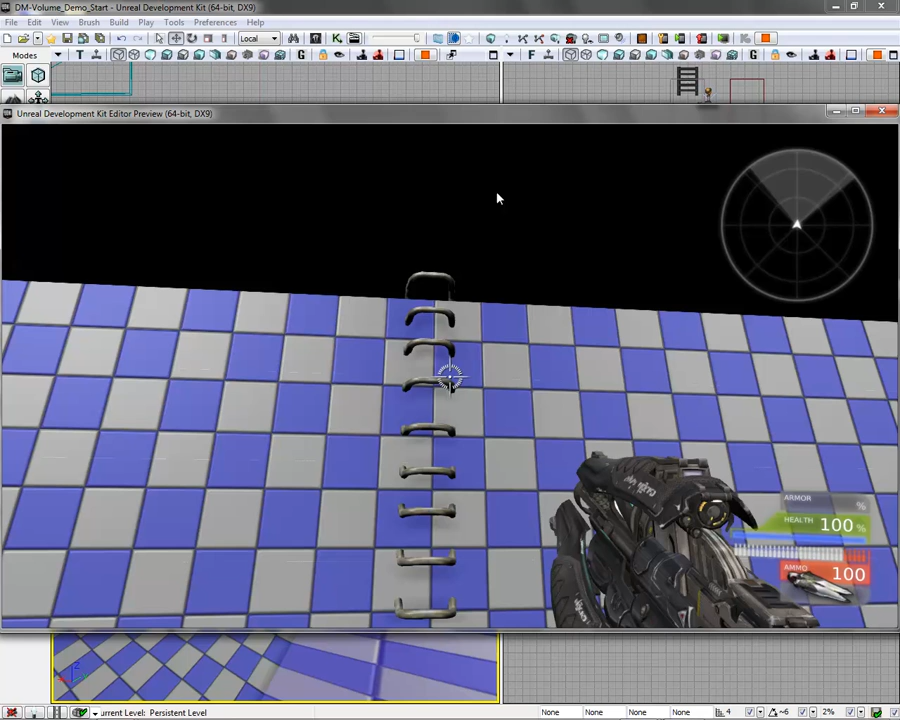 DM-Volume_Demo_Start - Unreal Development Kit (64-bit, DX9)
File Edit View Brush Build Play Tools Preferences Help
Local
Modes T G F G
Unreal Development Kit Editor Preview (64-bit, DX9)
ARMOR %
HEALTH 100 %
AMMO 100
Z
urrent Level: Persistent Level None None None None 4 ~6 2%